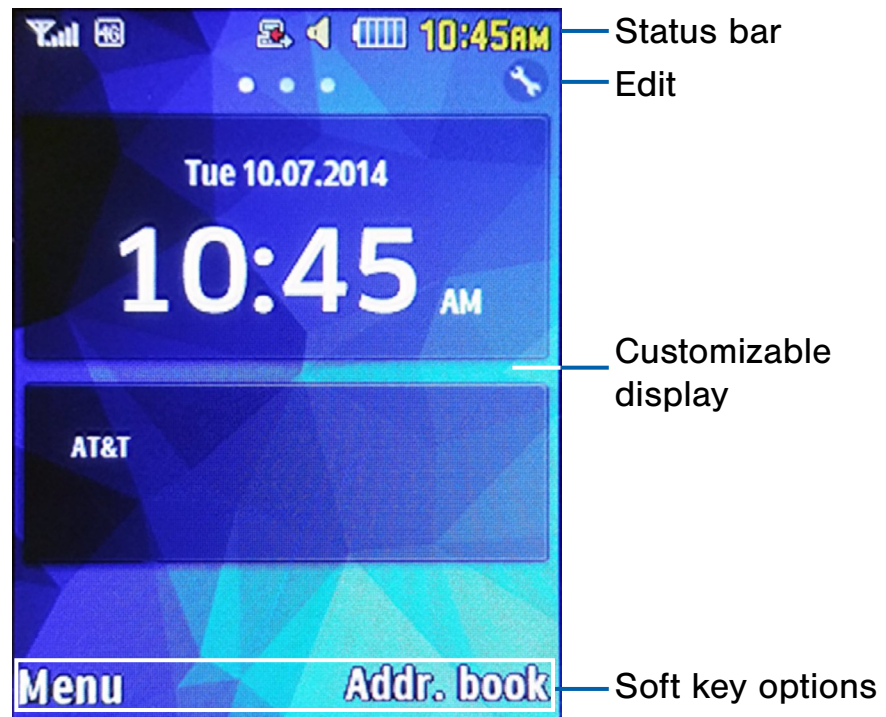 4G
10:45AM
Status bar
Edit
Tue 10.07.2014
10:45 AM
Customizable
display
AT&T
Menu
Addr. book
Soft key options